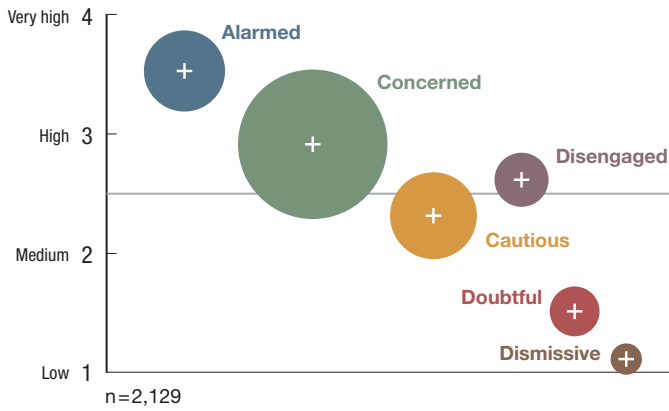 Very high 4
Alarmed
Concerned
High 3
Disengaged
Cautious
Medium 2
Doubtful
Dismissive
Low 1
n=2,129